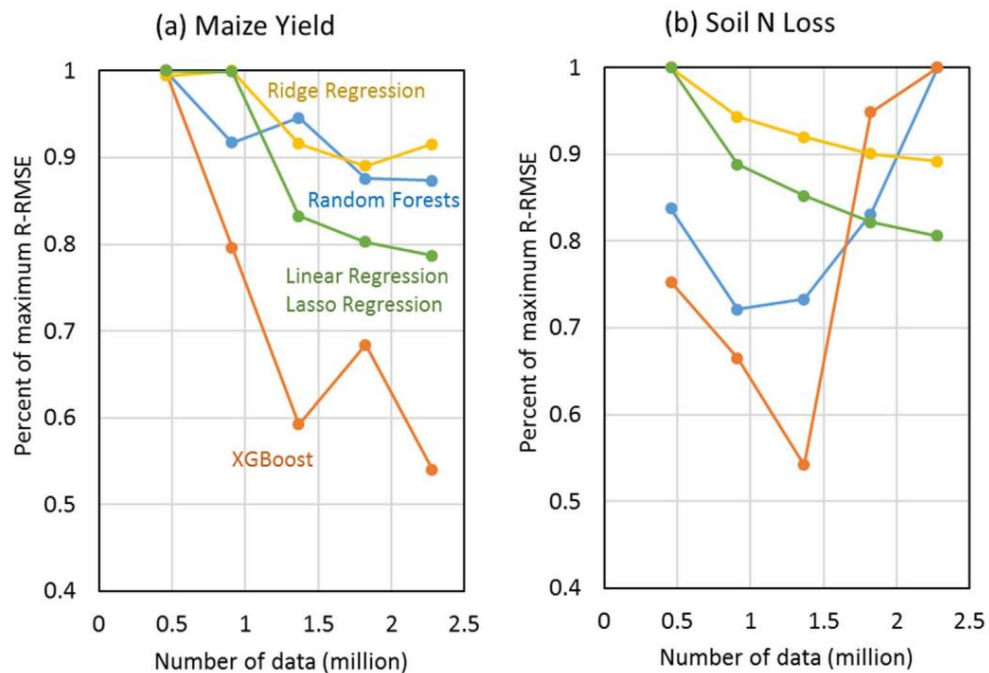 (a) Maize Yield
Percent of maximum R-RMSE
1
0.9
0.8
0.7
0.6
0.5
0.4
Ridge Regression
Random Forests
Linear Regression
Lasso Regression
XGBoost
0 0.5 1 1.5 2 2.5
Number of data (million)
(b) Soil N Loss
Percent of maximum R-RMSE
1
0.9
0.8
0.7
0.6
0.5
0.4
0 0.5 1 1.5 2 2.5
Number of data (million)